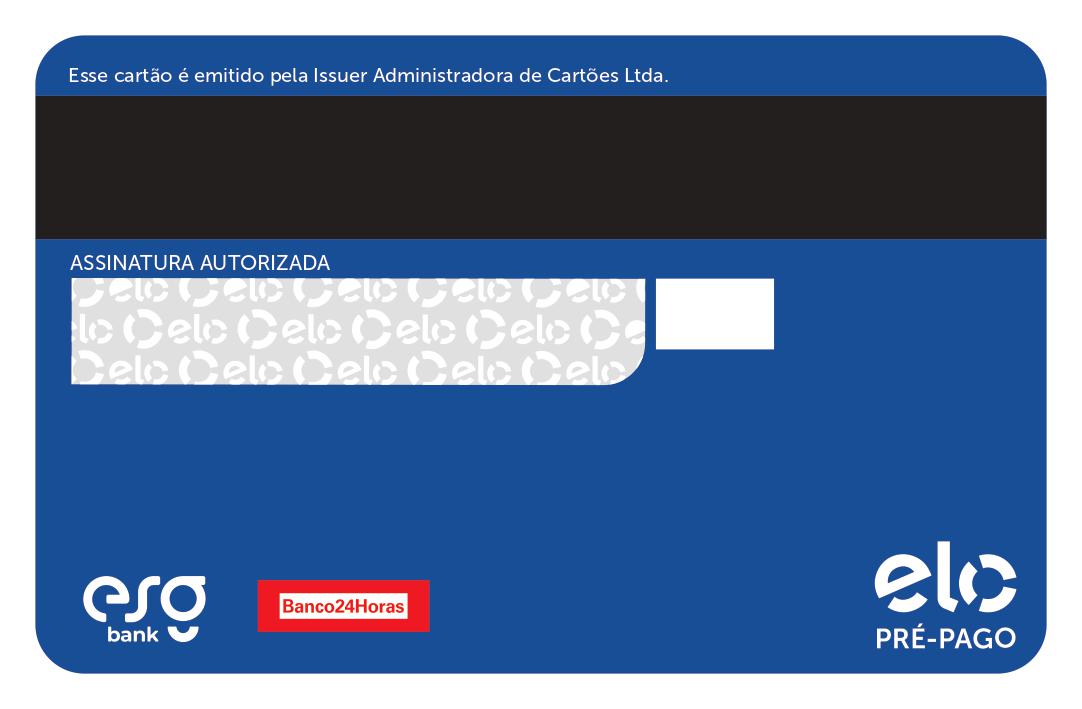 Esse cartão é emitido pela Issuer Administradora de Cartões Ltda.
ASSINATURA AUTORIZADA
elo elo elo elo elo
elo elo elo elo elo
elo elo elo elo elo
esg
bank
Banco24Horas
elo
PRÉ-PAGO